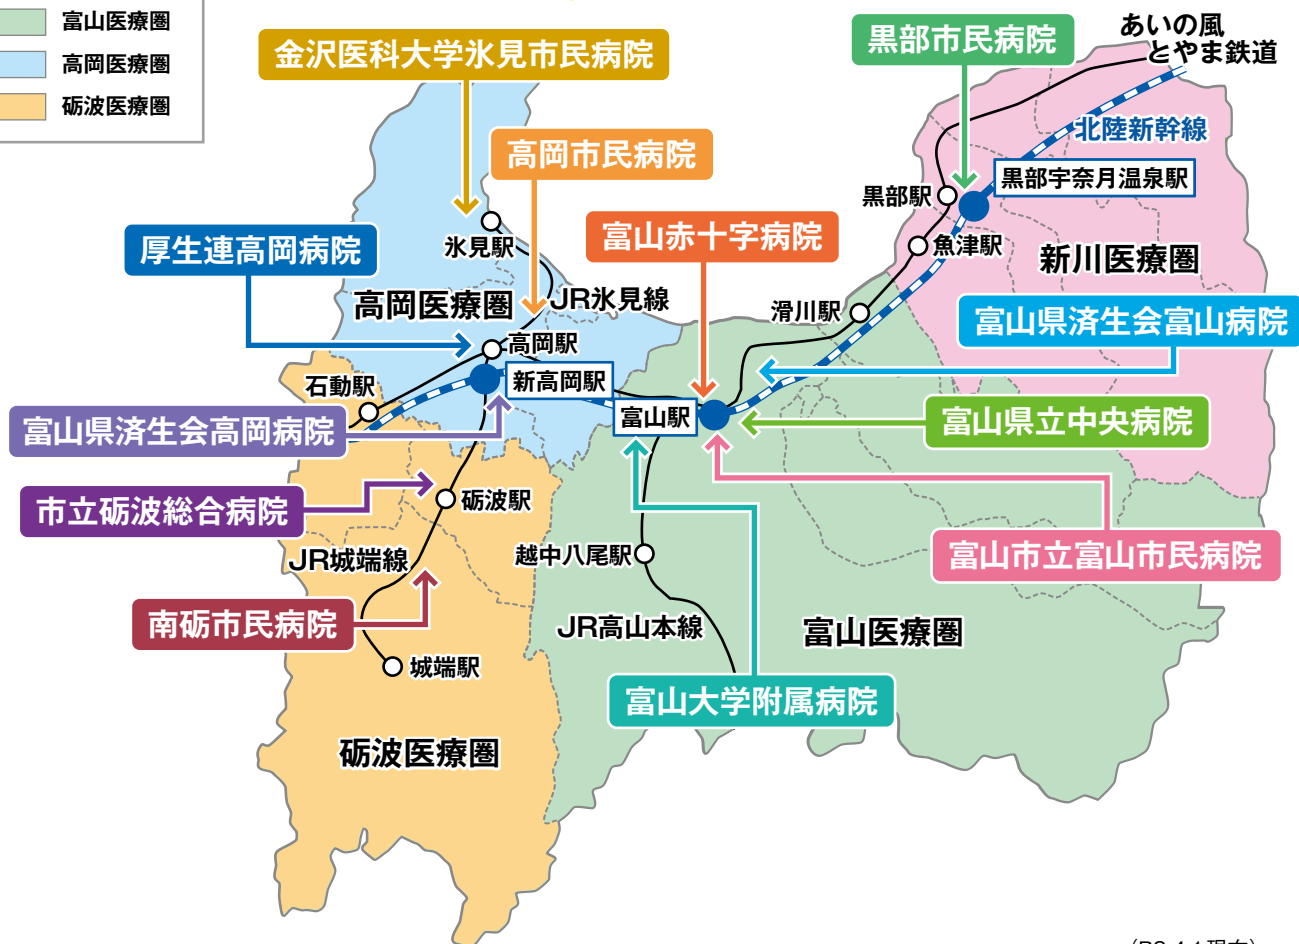 富山医療圏
高岡医療圏
砺波医療圏
金沢医科大学氷見市民病院
黒部市民病院
あいの風
とやま鉄道
北陸新幹線
高岡市民病院
黒部宇奈月温泉駅
黒部駅
富山赤十字病院
氷見駅
魚津駅
厚生連高岡病院
新川医療圏
高岡医療圏
JR氷見線
滑川駅
富山県済生会富山病院
高岡駅
新高岡駅
石動駅
富山駅
富山県立中央病院
富山県済生会高岡病院
市立砺波総合病院
砺波駅
JR城端線
越中八尾駅
富山市立富山市民病院
南砺市民病院
JR高山本線
富山医療圏
城端駅
富山大学附属病院
砺波医療圏